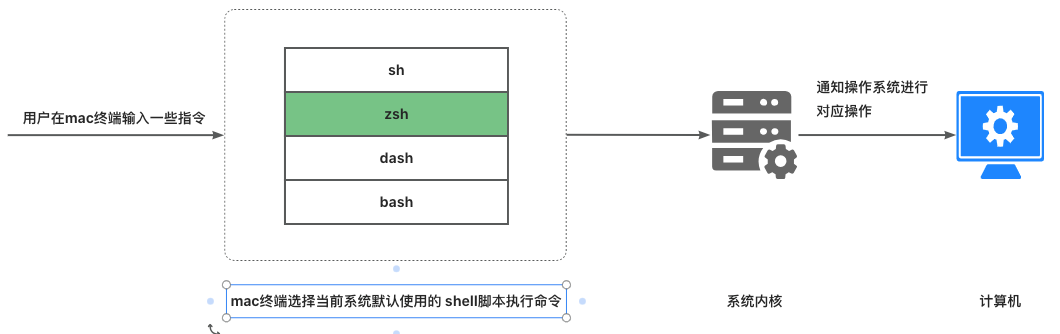 用户在mac终端输入一些指令
sh
zsh
dash
bash
通知操作系统进行
对应操作
mac终端选择当前系统默认使用的 shell脚本执行命令
系统内核
计算机